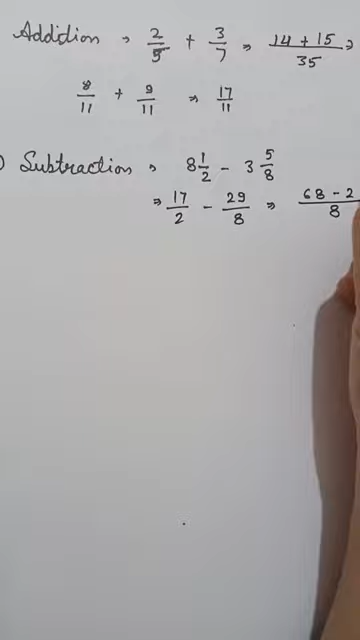 Addition → 2/5 + 3/7 ⇒ 14 + 15/35 ⇒
8/11 + 9/11 ⇒ 17/11
) Subtraction → 8 1/2 - 3 5/8
⇒ 17/2 - 29/8 ⇒ 68 - 2/8